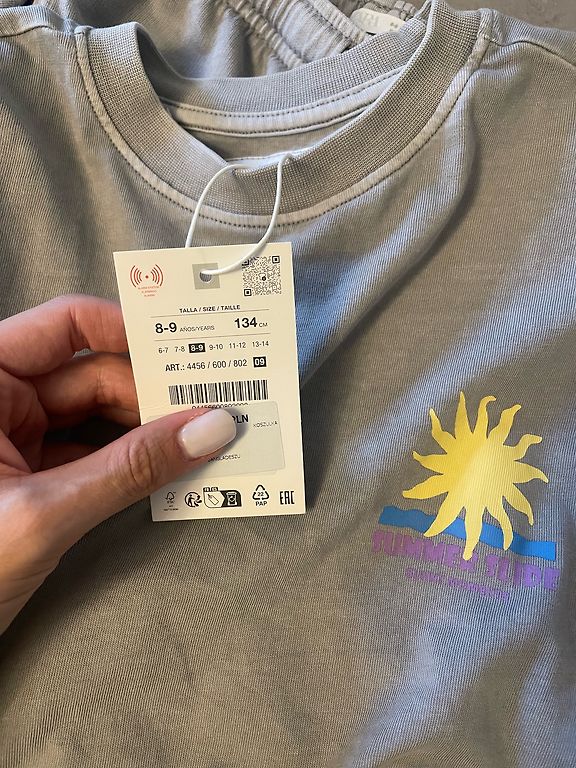 TALLA / SIZE / TAILLE
8-9 AÑOS/YEARS 134 CM
6-7 7-8 8-9 9-10 11-12 13-14
ART.: 4456 / 600 / 802 09
KOSZULKA
22
PAP
EAC
SUMMER SLIDE